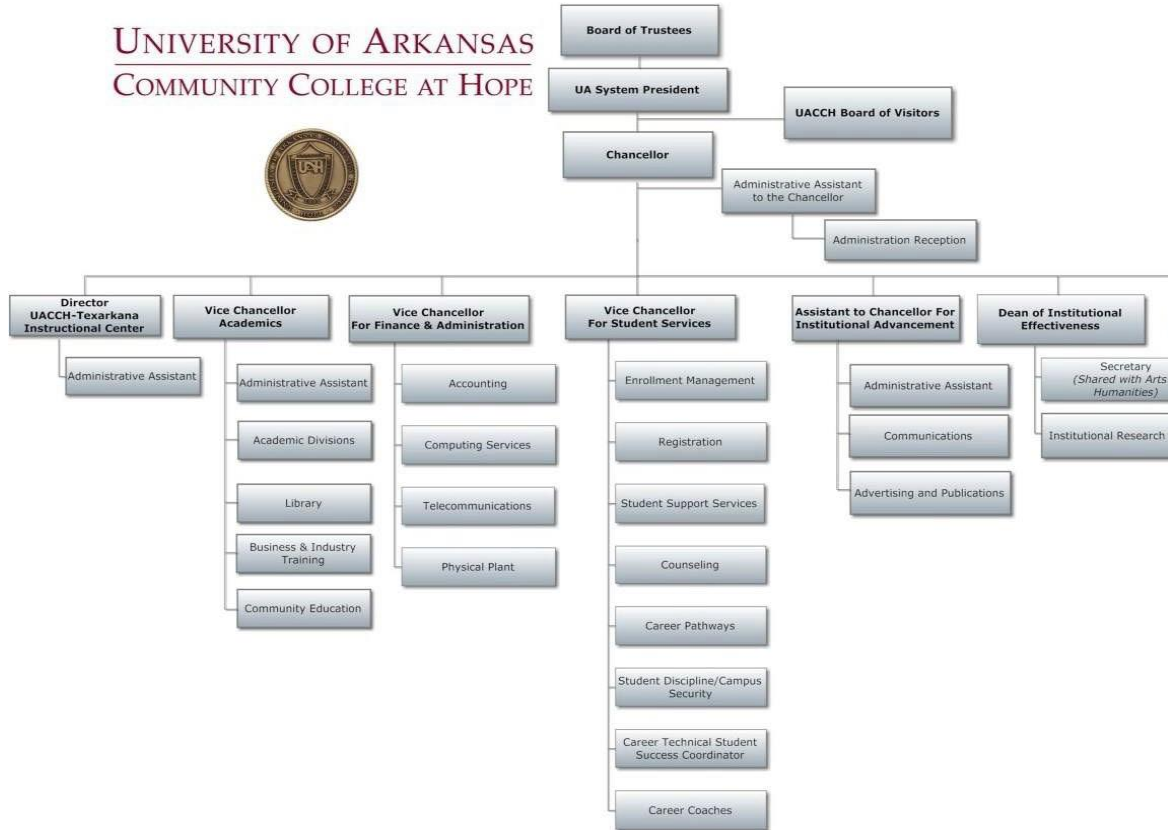 UNIVERSITY OF ARKANSAS
COMMUNITY COLLEGE AT HOPE
Board of Trustees
UA System President
UACCH Board of Visitors
Chancellor
Administrative Assistant
to the Chancellor
Administration Reception
Director
UACCH-Texarkana
Instructional Center
Administrative Assistant
Vice Chancellor
Academics
Administrative Assistant
Academic Divisions
Library
Business & Industry
Training
Community Education
Vice Chancellor
For Finance & Administration
Accounting
Computing Services
Telecommunications
Physical Plant
Vice Chancellor
For Student Services
Enrollment Management
Registration
Student Support Services
Counseling
Career Pathways
Student Discipline/Campus
Security
Career Technical Student
Success Coordinator
Career Coaches
Assistant to Chancellor For
Institutional Advancement
Administrative Assistant
Communications
Advertising and Publications
Dean of Institutional
Effectiveness
Secretary
(Shared with Arts
Humanities)
Institutional Research